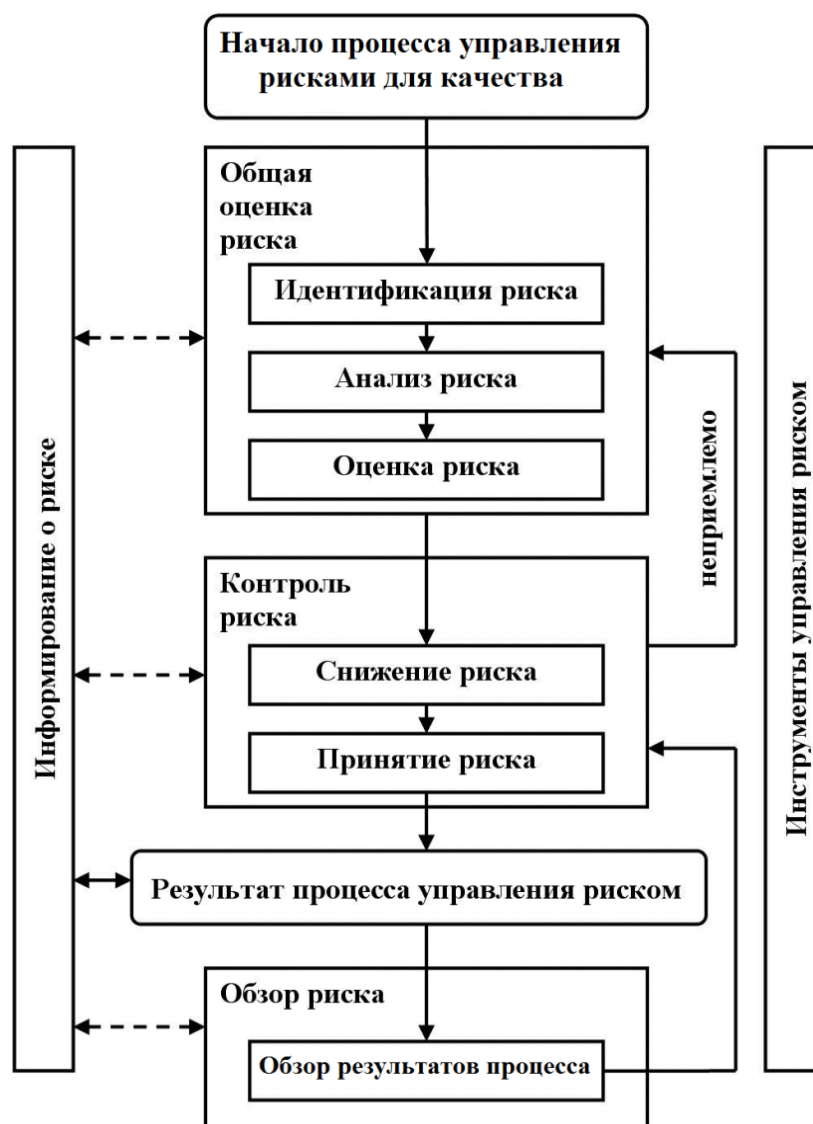 Начало процесса управления
рисками для качества
Общая
оценка
риска
Идентификация риска
Анализ риска
Оценка риска
неприемлемо
Контроль
риска
Снижение риска
Принятие риска
Результат процесса управления риском
Обзор риска
Обзор результатов процесса
Информирование о риске
Инструменты управления риском